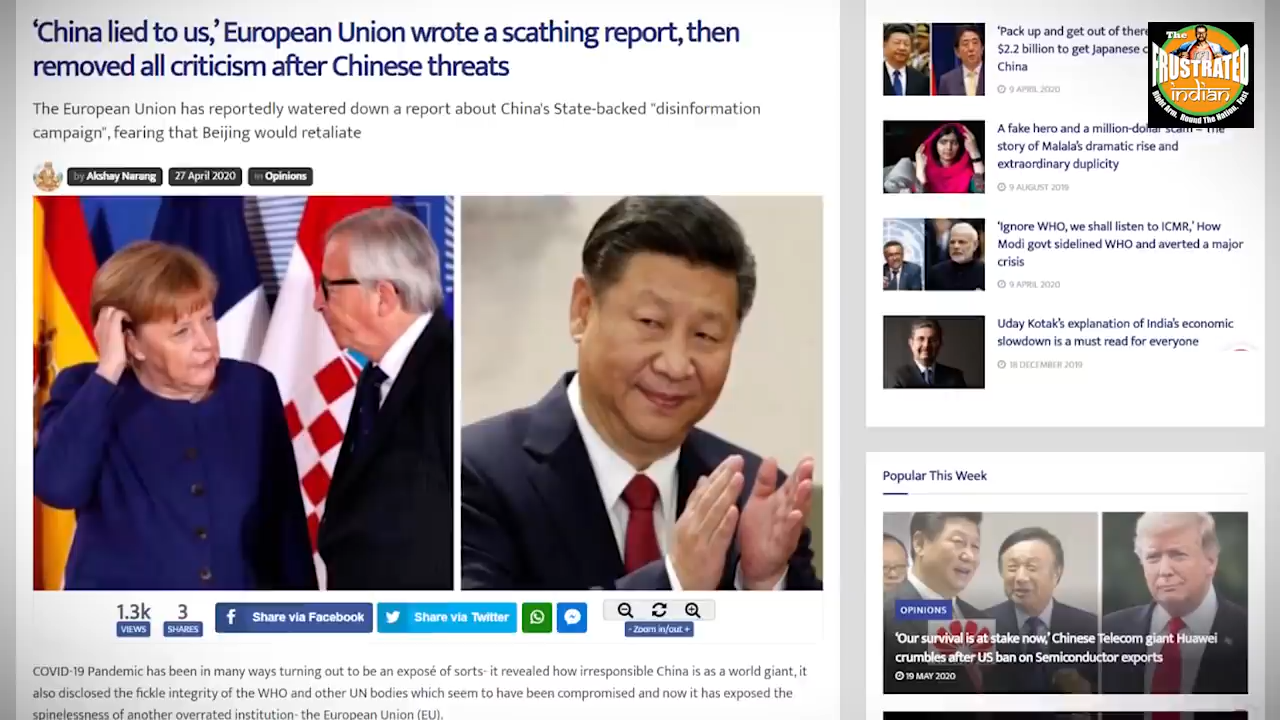 ‘China lied to us,’ European Union wrote a scathing report, then
removed all criticism after Chinese threats
The European Union has reportedly watered down a report about China's State-backed "disinformation
campaign", fearing that Beijing would retaliate
by Akshay Narang
27 April 2020
in Opinions
1.3k
VIEWS
3
SHARES
Share via Facebook
Share via Twitter
- Zoom in/out +
COVID-19 Pandemic has been in many ways turning out to be an exposé of sorts- it revealed how irresponsible China is as a world giant, it
also disclosed the fickle integrity of the WHO and other UN bodies which seem to have been compromised and now it has exposed the
spinelessness of another overrated institution- the European Union (EU).
‘Pack up and get out of there
$2.2 billion to get Japanese c
China
9 APRIL 2020
A fake hero and a million-dollar scam – The
story of Malala’s dramatic rise and
extraordinary duplicity
9 AUGUST 2019
‘Ignore WHO, we shall listen to ICMR,’ How
Modi govt sidelined WHO and averted a major
crisis
9 APRIL 2020
Uday Kotak’s explanation of India’s economic
slowdown is a must read for everyone
18 DECEMBER 2019
Popular This Week
OPINIONS
‘Our survival is at stake now,’ Chinese Telecom giant Huawei
crumbles after US ban on Semiconductor exports
19 MAY 2020
The
FRUSTRATED
indian
Right Arm, Round The Nation, Fast